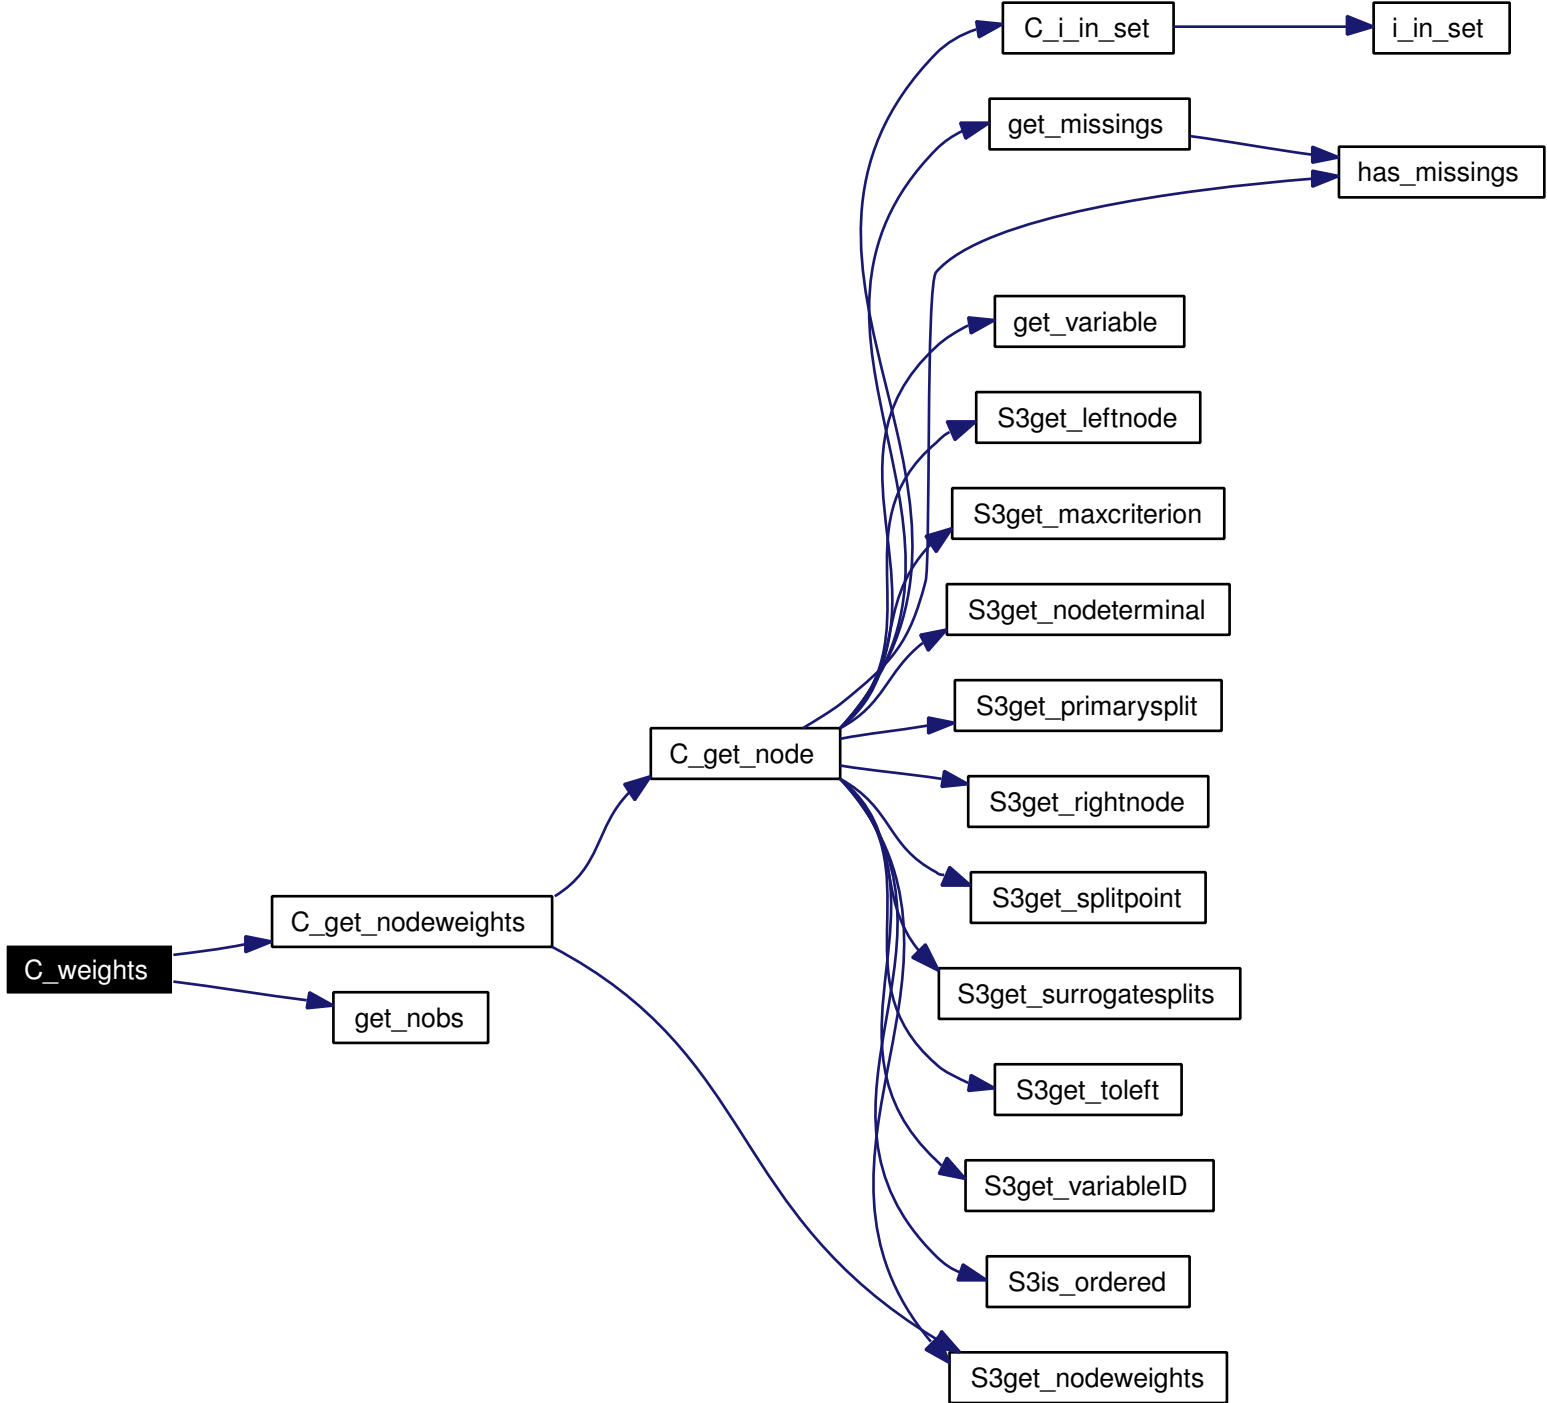 C_i_in_set
i_in_set
get_missings
has_missings
get_variable
S3get_leftnode
S3get_maxcriterion
S3get_nodeterminal
S3get_primarysplit
C_get_node
S3get_rightnode
S3get_splitpoint
C_get_nodeweights
C_weights
S3get_surrogatesplits
get_nobs
S3get_toleft
S3get_variableID
S3is_ordered
S3get_nodeweights